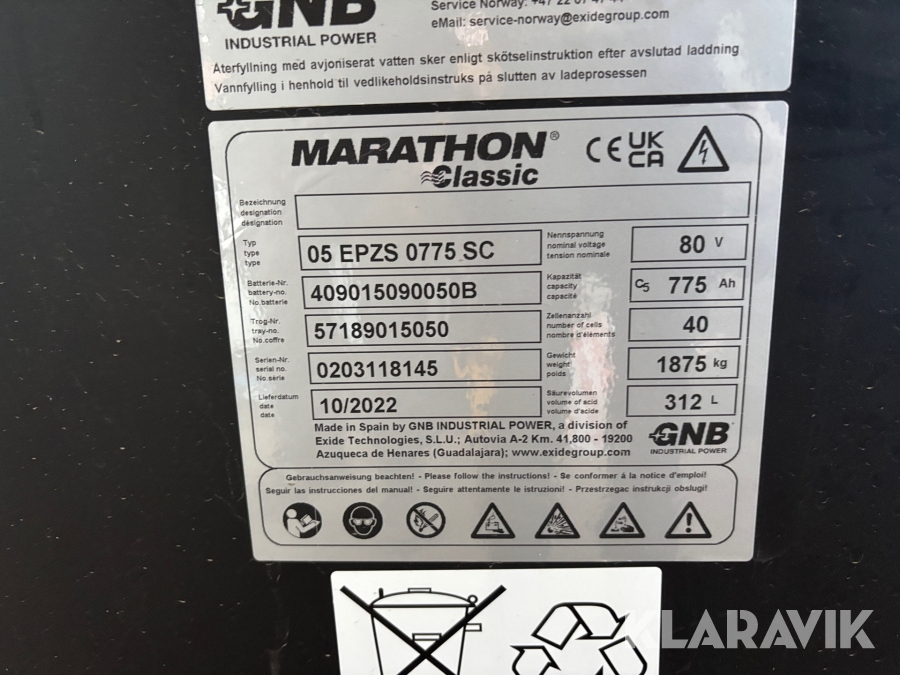 GNB
INDUSTRIAL POWER
Service Norway: +47 22 07 47
eMail: service-norway@exidegroup.com
Återfyllning med avjoniserat vatten sker enligt skötselinstruktion efter avslutad laddning
Vannfylling i henhold til vedlikeholdsinstruks på slutten av ladeprosessen
MARATHON®
Classic
CE UK CA
Bezeichnung
designation
désignation
Typ
type
type
05 EPZS 0775 SC
Nennspannung
nominal voltage
tension nominale
80 V
Batterie-Nr.
battery-no.
No.batterie
409015090050B
Kapazität
capacity
capacité
C5 775 Ah
Trog-Nr.
tray-no.
No.coffre
57189015050
Zellenanzahl
number of cells
nombre d'éléments
40
Serien-Nr.
serial no.
No.série
0203118145
Gewicht
weight
poids
1875 kg
Lieferdatum
date
date
10/2022
Säurevolumen
volume of acid
volume d'acide
312 L
Made in Spain by GNB INDUSTRIAL POWER, a division of
Exide Technologies, S.L.U.; Autovia A-2 Km. 41,800 - 19200
Azuqueca de Henares (Guadalajara); www.exidegroup.com
GNB
INDUSTRIAL POWER
Gebrauchsanweisung beachten! - Please follow the instructions! - Se conformer à la notice d'emploi!
Seguir las instrucciones del manual! - Seguire attentamente le istruzioni! - Przestrzegac instrukcji obslugi!
KLARAVIK